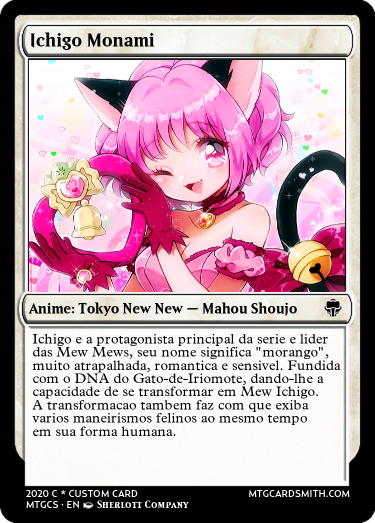 Ichigo Monami
Anime: Tokyo New New — Mahou Shoujo
Ichigo e a protagonista principal da serie e lider
das Mew Mews, seu nome significa "morango",
muito atrapalhada, romantica e sensivel. Fundida
com o DNA do Gato-de-Iriomote, dando-lhe a
capacidade de se transformar em Mew Ichigo.
A transformacao tambem faz com que exiba
varios maneirismos felinos ao mesmo tempo
em sua forma humana.
2020 C * CUSTOM CARD
MTGCARDSMITH.COM
MTGCS · EN SHERLOTT COMPANY